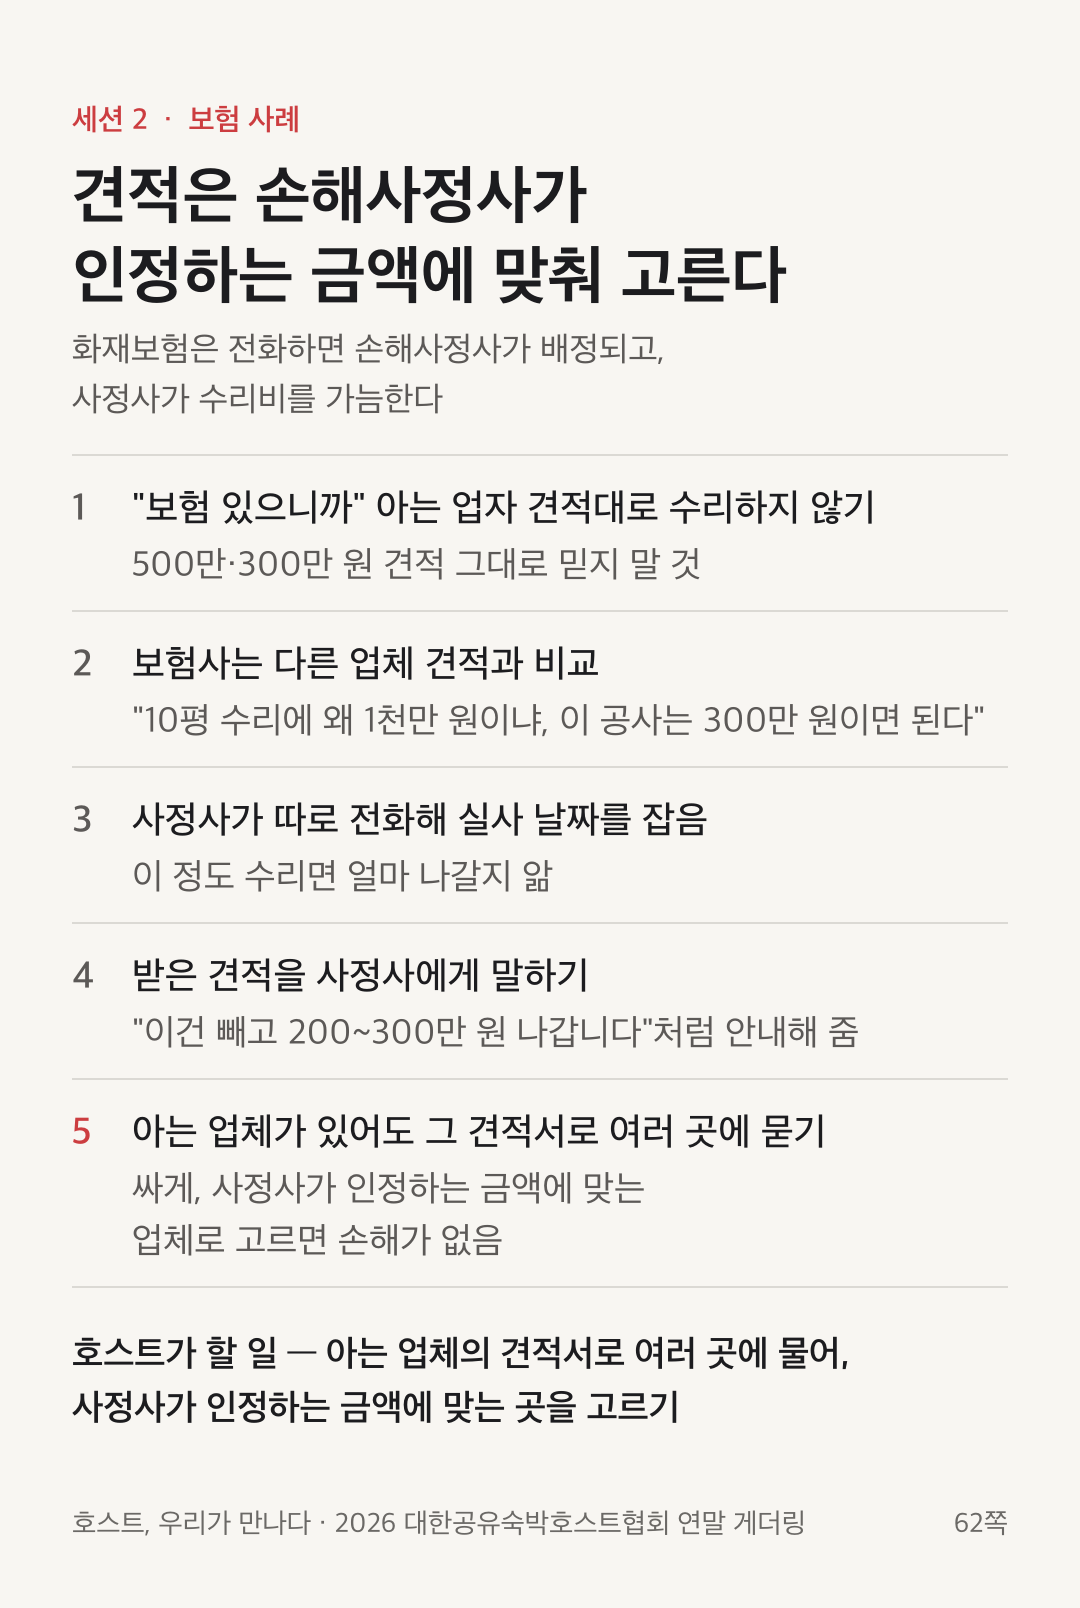 세션 2 · 보험 사례
견적은 손해사정사가
인정하는 금액에 맞춰 고른다
화재보험은 전화하면 손해사정사가 배정되고,
사정사가 수리비를 가늠한다
1 "보험 있으니까" 아는 업자 견적대로 수리하지 않기
500만·300만 원 견적 그대로 믿지 말 것
2 보험사는 다른 업체 견적과 비교
"10평 수리에 왜 1천만 원이냐, 이 공사는 300만 원이면 된다"
3 사정사가 따로 전화해 실사 날짜를 잡음
이 정도 수리면 얼마 나갈지 앎
4 받은 견적을 사정사에게 말하기
"이건 빼고 200~300만 원 나갑니다"처럼 안내해 줌
5 아는 업체가 있어도 그 견적서로 여러 곳에 묻기
싸게, 사정사가 인정하는 금액에 맞는
업체로 고르면 손해가 없음
호스트가 할 일 — 아는 업체의 견적서로 여러 곳에 물어,
사정사가 인정하는 금액에 맞는 곳을 고르기
호스트, 우리가 만나다 · 2026 대한공유숙박호스트협회 연말 게더링 62쪽